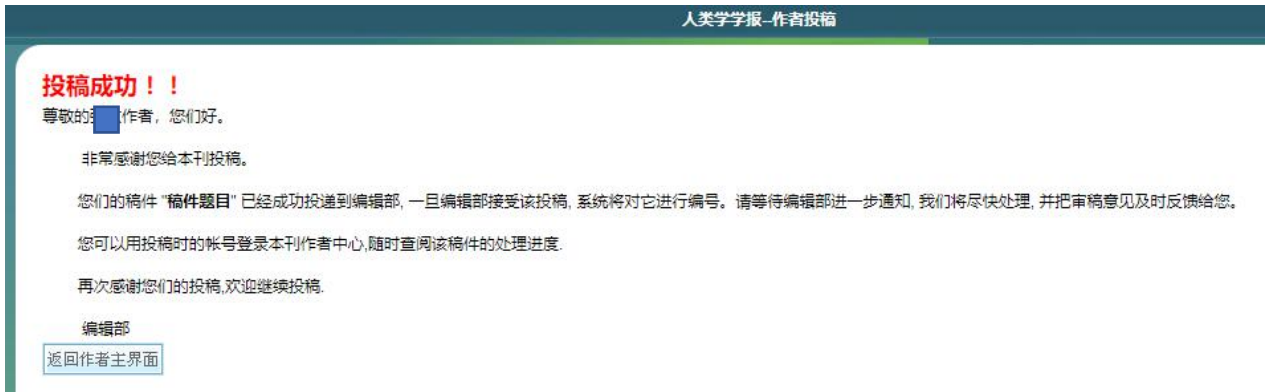 人类学学报--作者投稿
投稿成功！！
尊敬的 作者，您们好。
非常感谢您给本刊投稿。
您们的稿件 "稿件题目" 已经成功投递到编辑部, 一旦编辑部接受该投稿, 系统将对它进行编号。请等待编辑部进一步通知, 我们将尽快处理, 并把审稿意见及时反馈给您。
您可以用投稿时的帐号登录本刊作者中心,随时查阅该稿件的处理进度.
再次感谢您们的投稿,欢迎继续投稿.
编辑部
返回作者主界面